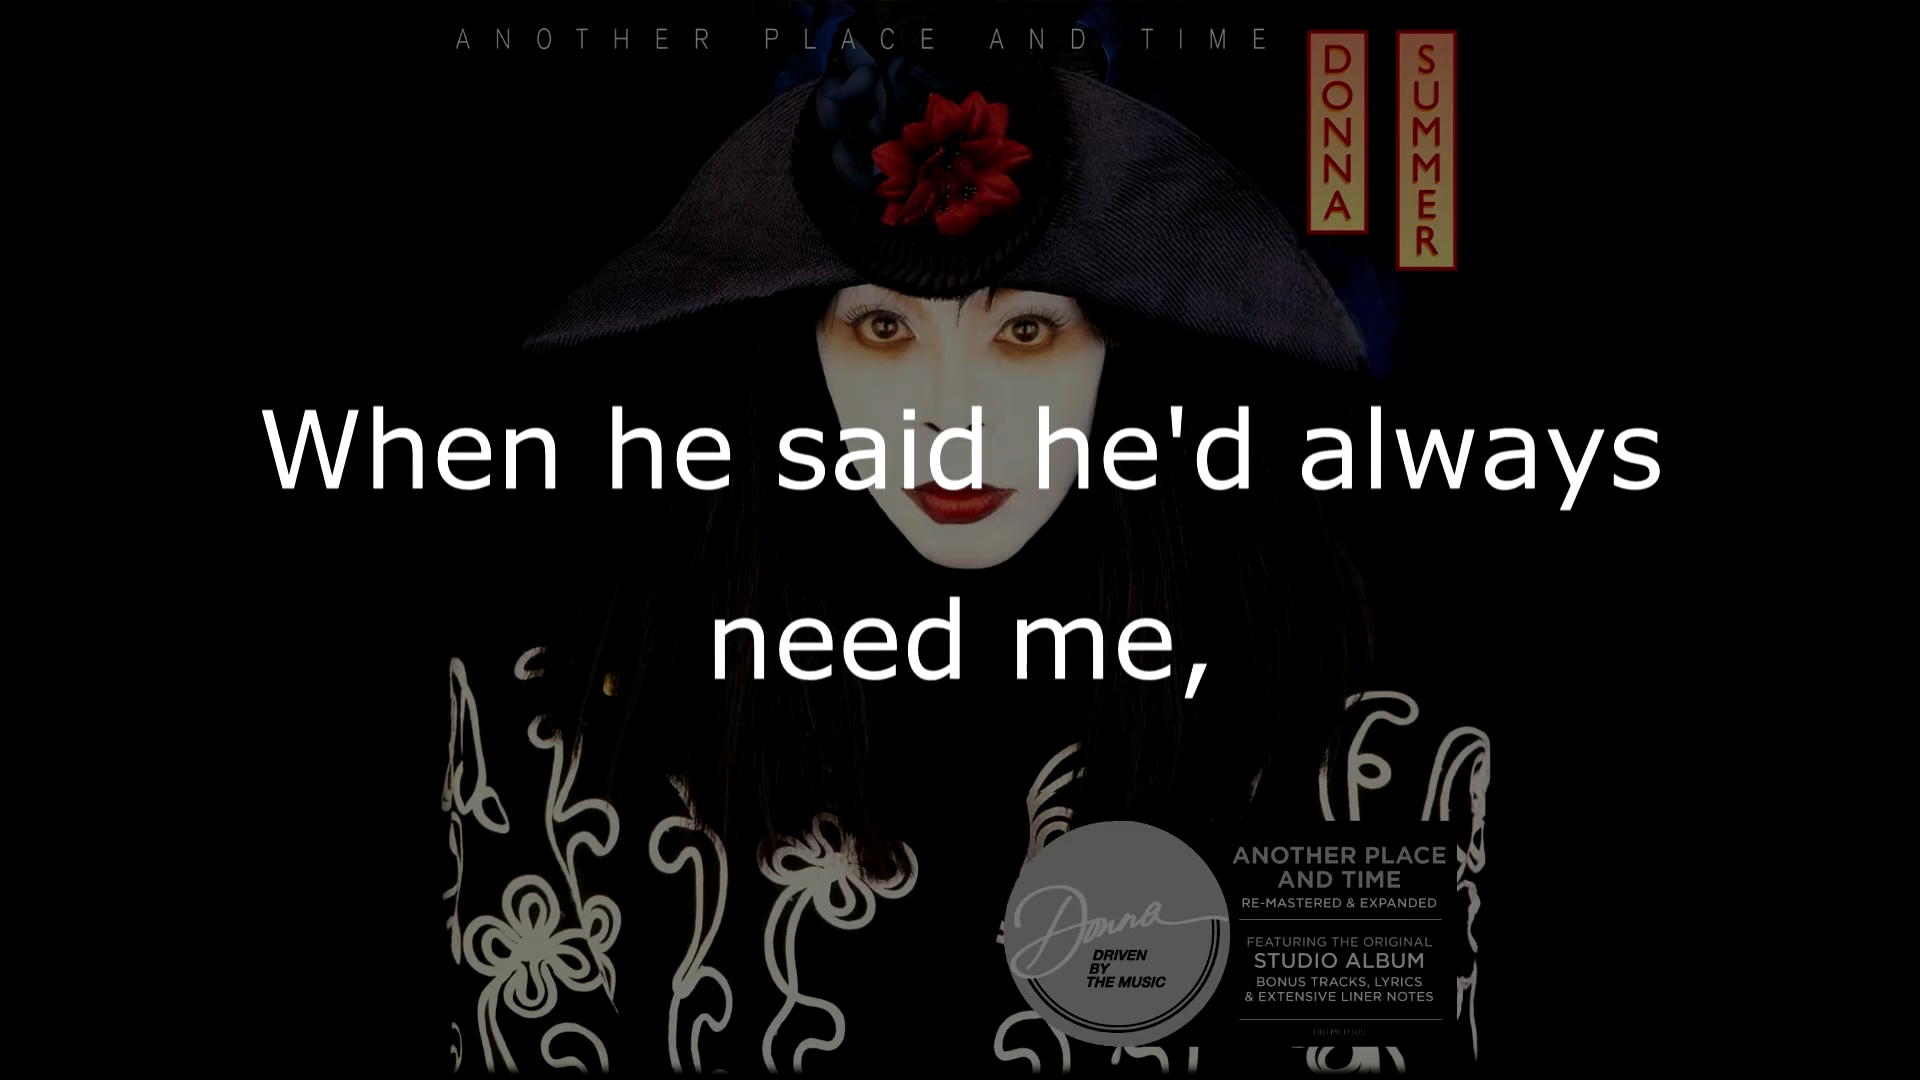 ANOTHER PLACE AND TIME
DONNA
SUMMER
When he said he'd always
need me,
Donna
DRIVEN
BY
THE MUSIC
ANOTHER PLACE
AND TIME
RE-MASTERED & EXPANDED
FEATURING THE ORIGINAL
STUDIO ALBUM
BONUS TRACKS, LYRICS
& EXTENSIVE LINER NOTES